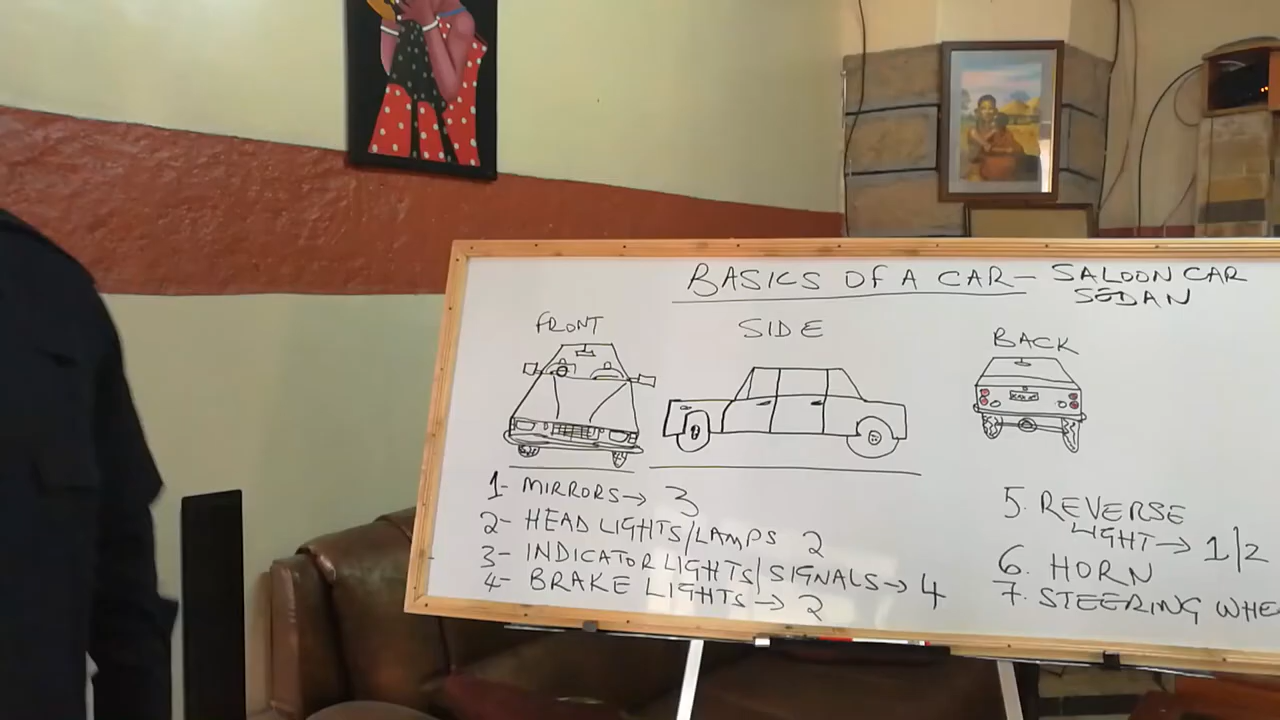 BASICS OF A CAR - SALOON CAR
SEDAN
FRONT
SIDE
BACK
1- MIRRORS → 3
2- HEAD LIGHTS/LAMPS 2
3- INDICATOR LIGHTS/SIGNALS → 4
4- BRAKE LIGHTS → 2
5. REVERSE
LIGHT → 1/2
6. HORN
7. STEERING WHE